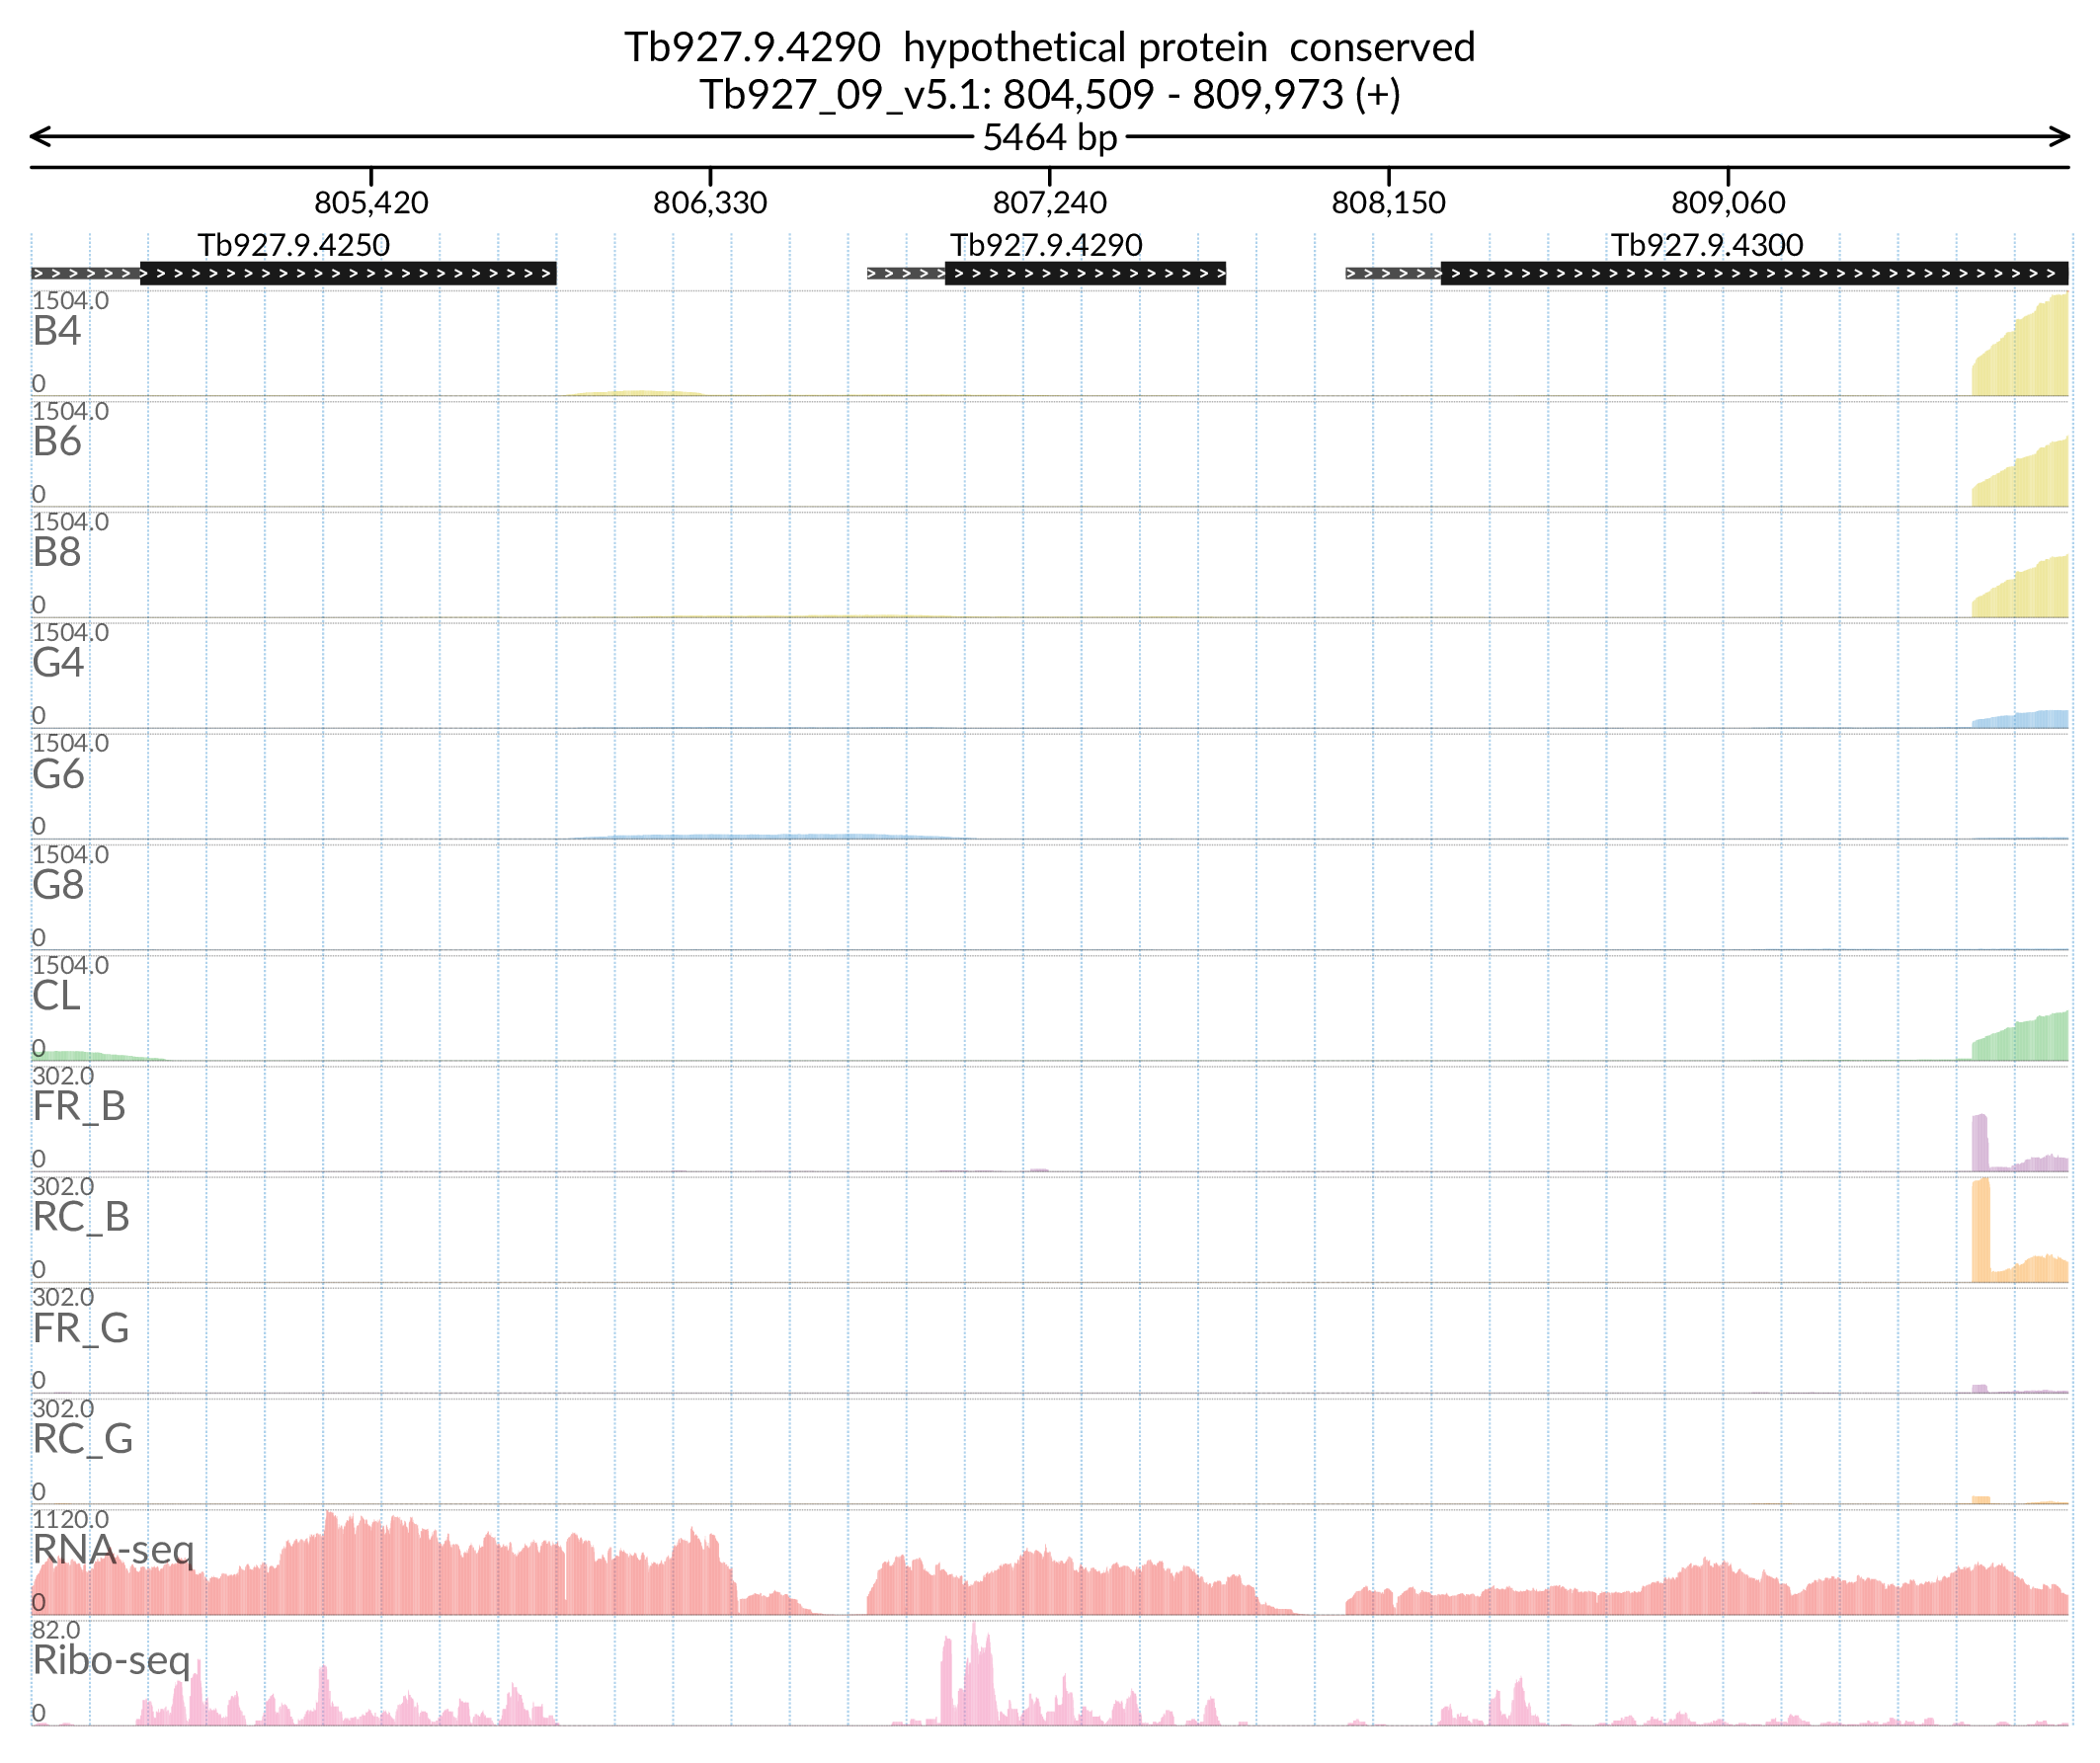 Tb927.9.4290  hypothetical protein  conserved
Tb927_09_v5.1: 804,509 - 809,973 (+)
5464 bp
805,420 806,330 807,240 808,150 809,060
Tb927.9.4250 Tb927.9.4290 Tb927.9.4300
1504.0
B4
0
1504.0
B6
0
1504.0
B8
0
1504.0
G4
0
1504.0
G6
0
1504.0
G8
0
1504.0
CL
0
302.0
FR_B
0
302.0
RC_B
0
302.0
FR_G
0
302.0
RC_G
0
1120.0
RNA-seq
0
82.0
Ribo-seq
0